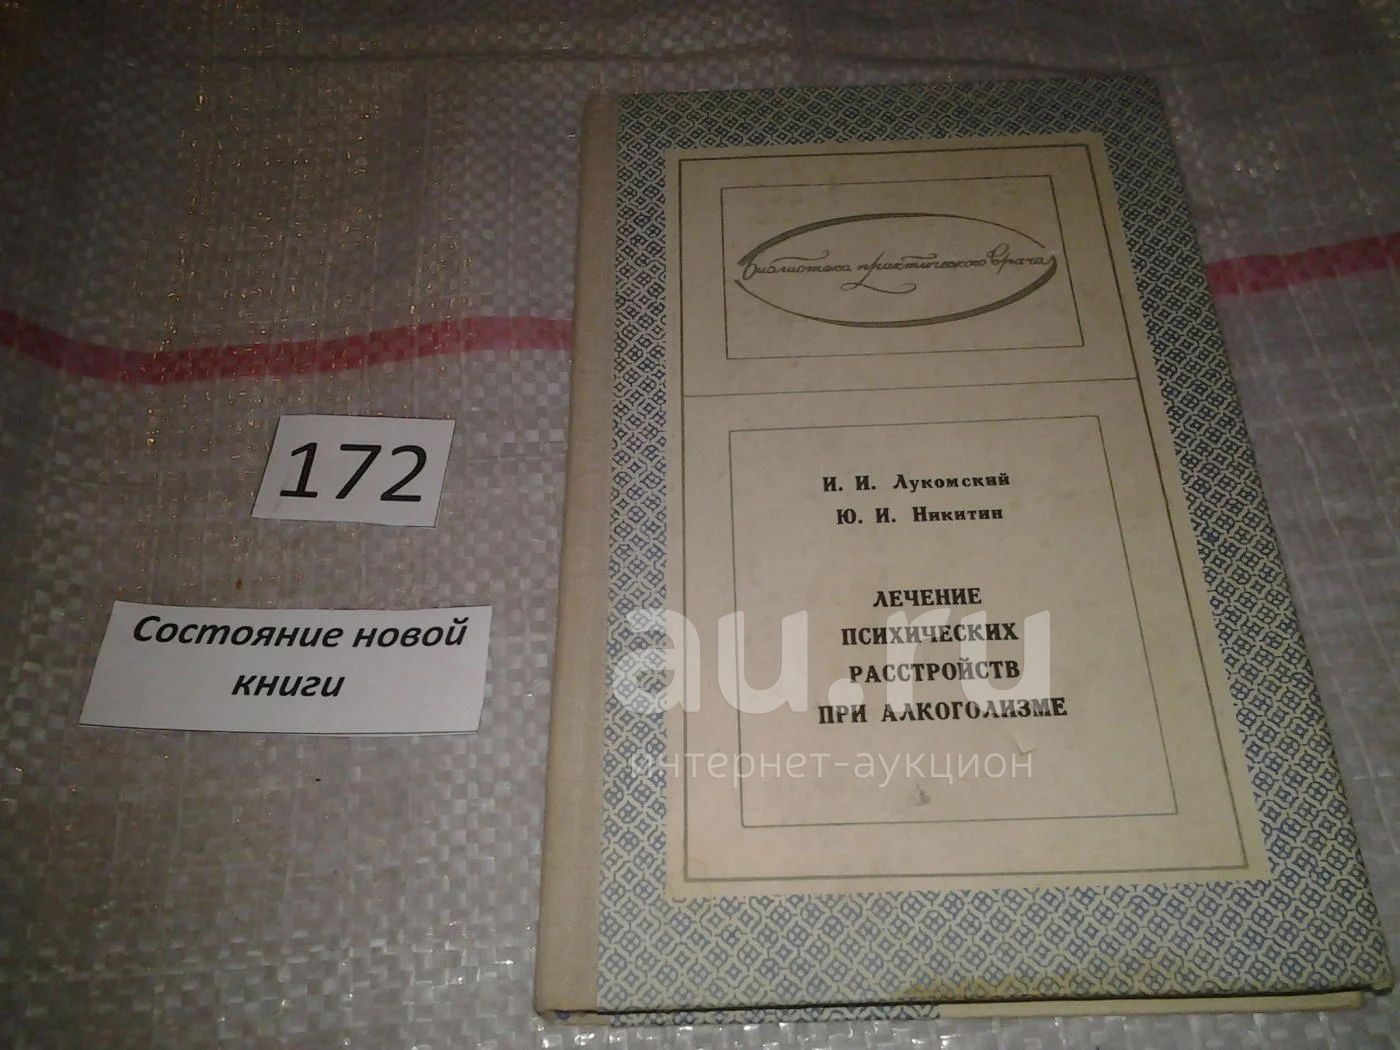 Библиотека практического врача
172
И. И. Лукомский
Ю. И. Никитин
Состояние новой
книги
ЛЕЧЕНИЕ
ПСИХИЧЕСКИХ
РАССТРОЙСТВ
ПРИ АЛКОГОЛИЗМЕ
au.ru
интернет-аукцион